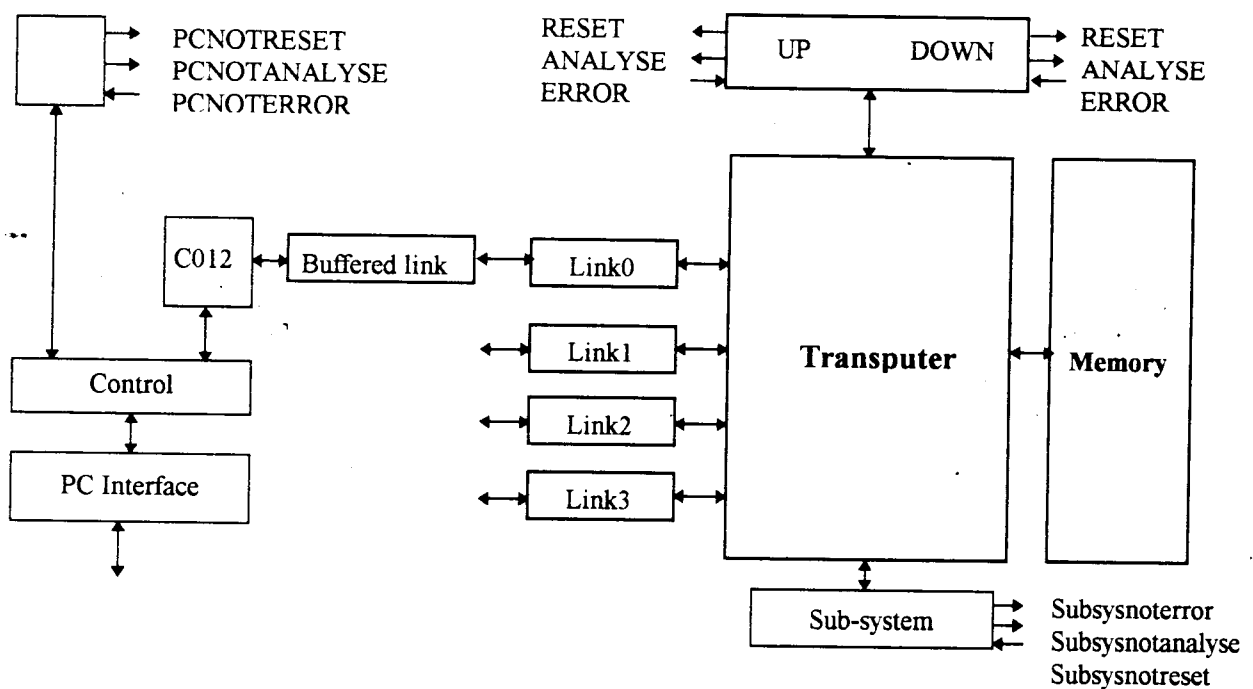 PCNOTRESET
PCNOTANALYSE
PCNOTERROR
RESET
ANALYSE
ERROR
UP DOWN
RESET
ANALYSE
ERROR
C012
Buffered link
Link0
Link1
Link2
Link3
Transputer
Memory
Control
PC Interface
Sub-system
Subsysnoterror
Subsysnotanalyse
Subsysnotreset